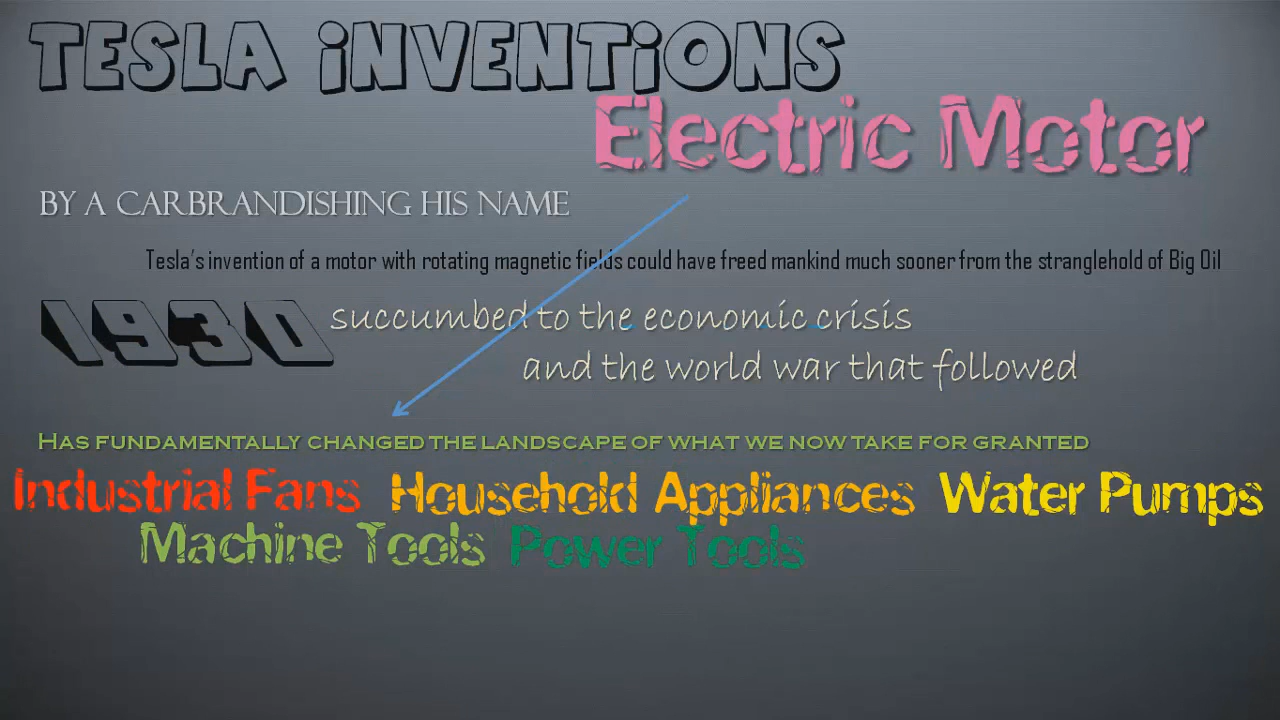 TESLA iNVENTiONS
Electric Motor
BY A CARBRANDISHING HIS NAME
Tesla's invention of a motor with rotating magnetic fields could have freed mankind much sooner from the stranglehold of Big Oil
1930 succumbed to the economic crisis
and the world war that followed
HAS FUNDAMENTALLY CHANGED THE LANDSCAPE OF WHAT WE NOW TAKE FOR GRANTED
Industrial Fans Household Appliances Water Pumps
Machine Tools Power Tools